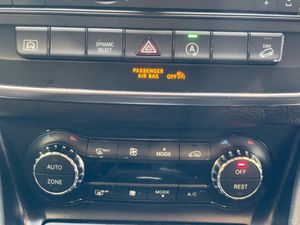 DYNAMIC
SELECT
A
PASSENGER
AIR BAG OFF
AUTO
ZONE
MODE
OFF
REST
MODE
A/C